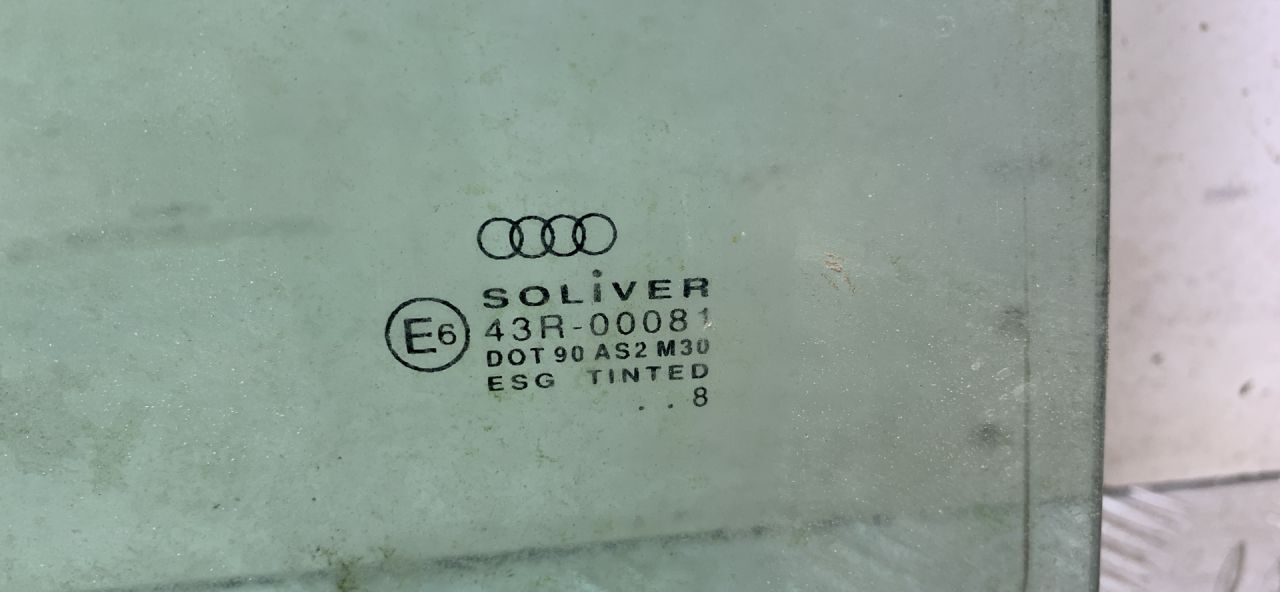 SOLiVER
E6
43R-00081
DOT 90 AS2 M30
ESG TINTED
. . 8